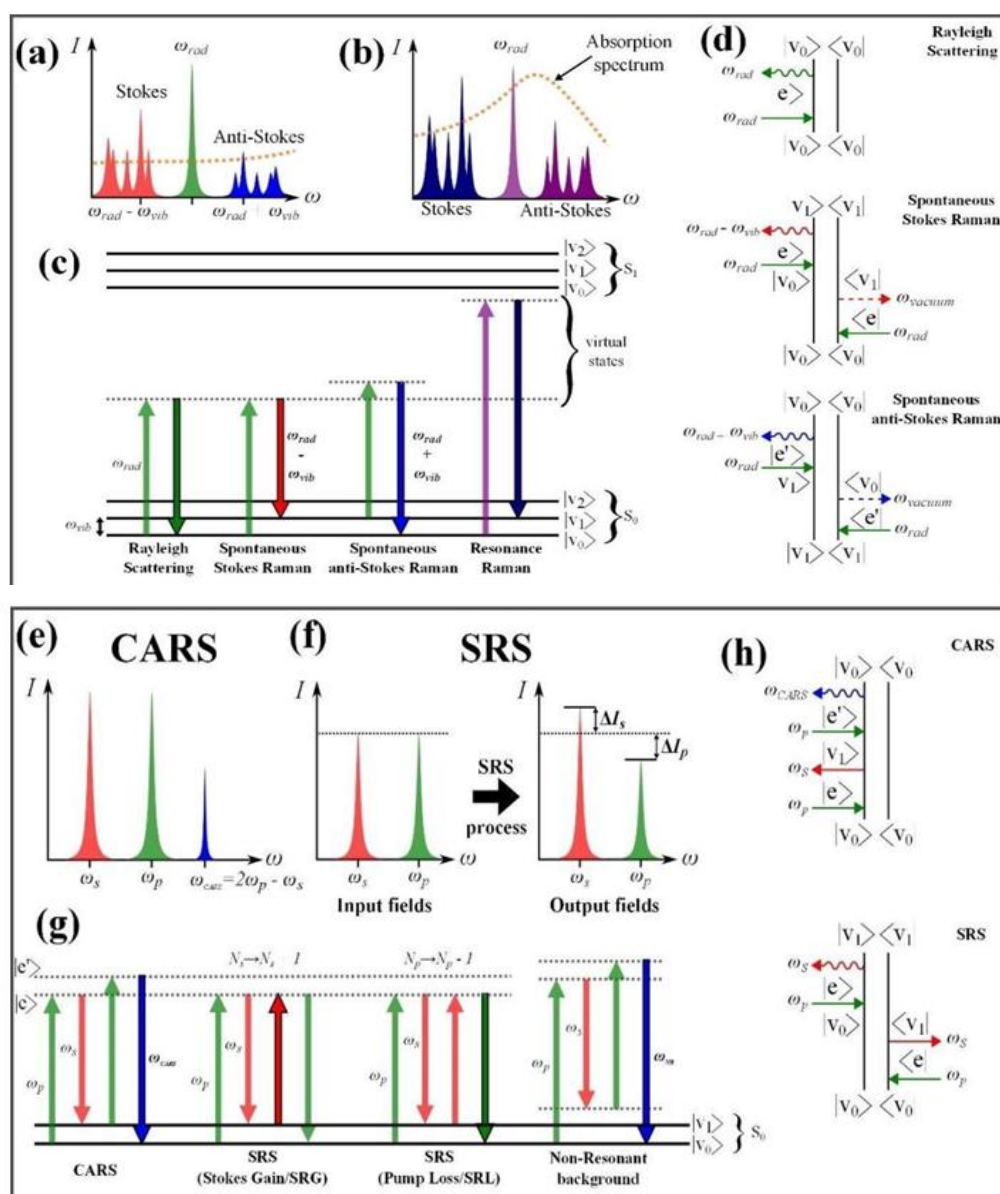 (a)
I
ω_rad
Stokes
Anti-Stokes
ω_rad - ω_vib
ω_rad ω_vib
ω
(b)
I
ω_rad
Absorption
spectrum
Stokes
Anti-Stokes
ω
(c)
|v₂>
|v₁>
|v₀>
S₁
virtual
states
ω_rad
ω_rad
-
ω_vib
ω_rad
+
ω_vib
ω_vib
|v₂>
|v₁>
|v₀>
S₀
Rayleigh
Scattering
Spontaneous
Stokes Raman
Spontaneous
anti-Stokes Raman
Resonance
Raman
(d)
Rayleigh
Scattering
|v₀> <v₀|
ω_rad
e>
ω_rad
|v₀> <v₀|
Spontaneous
Stokes Raman
v₁> <v₁|
ω_rad - ω_vib
e>
ω_rad
|v₀>
<v₁|
ω_vacuum
<e|
ω_rad
|v₀> <v₀|
Spontaneous
anti-Stokes Raman
|v₀> <v₀|
ω_rad - ω_vib
|e'>
ω_rad
v₁>
<v₀|
ω_vacuum
<e'|
ω_rad
|v₁> <v₁|
(e)
CARS
I
ω
ω_s
ω_p
ω_CARS=2ω_p - ω_s
(f)
SRS
I
ω_s
ω_p
ω
Input fields
SRS
process
I
ΔI_s
ΔI_p
ω_s
ω_p
ω
Output fields
(g)
|e'>
|e>
N_s→N_s 1
N_p→N_p - 1
ω_p
ω_s
ω_CARS
ω_p
ω_s
ω_p
ω_s
ω_p
ω_s
|v₁>
|v₀>
S₀
CARS
SRS
(Stokes Gain/SRG)
SRS
(Pump Loss/SRL)
Non-Resonant
background
(h)
CARS
|v₀> <v₀|
ω_CARS
|e'>
ω_p
|v₁>
ω_s
|e>
ω_p
|v₀> <v₀|
SRS
|v₁> <v₁|
ω_s
|e>
ω_p
|v₀>
<v₁|
ω_s
<e|
ω_p
|v₀> <v₀|